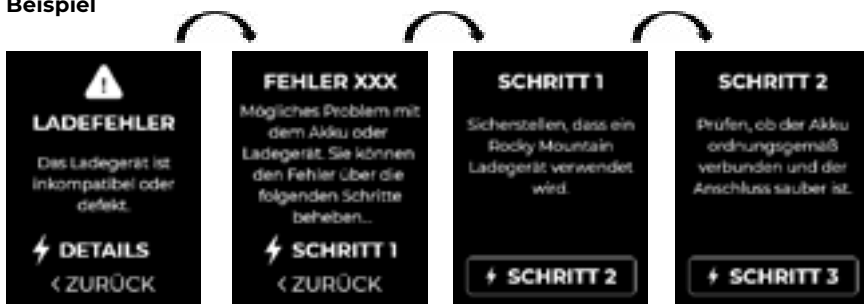 Beispiel
LADEFEHLER
Das Ladegerät ist
inkompatibel oder
defekt.
DETAILS
< ZURÜCK
FEHLER XXX
Mögliches Problem mit
dem Akku oder
Ladegerät. Sie können
den Fehler über die
folgenden Schritte
beheben...
SCHRITT 1
< ZURÜCK
SCHRITT 1
Sicherstellen, dass ein
Rocky Mountain
Ladegerät verwendet
wird.
SCHRITT 2
SCHRITT 2
Prüfen, ob der Akku
ordnungsgemäß
verbunden und der
Anschluss sauber ist.
SCHRITT 3